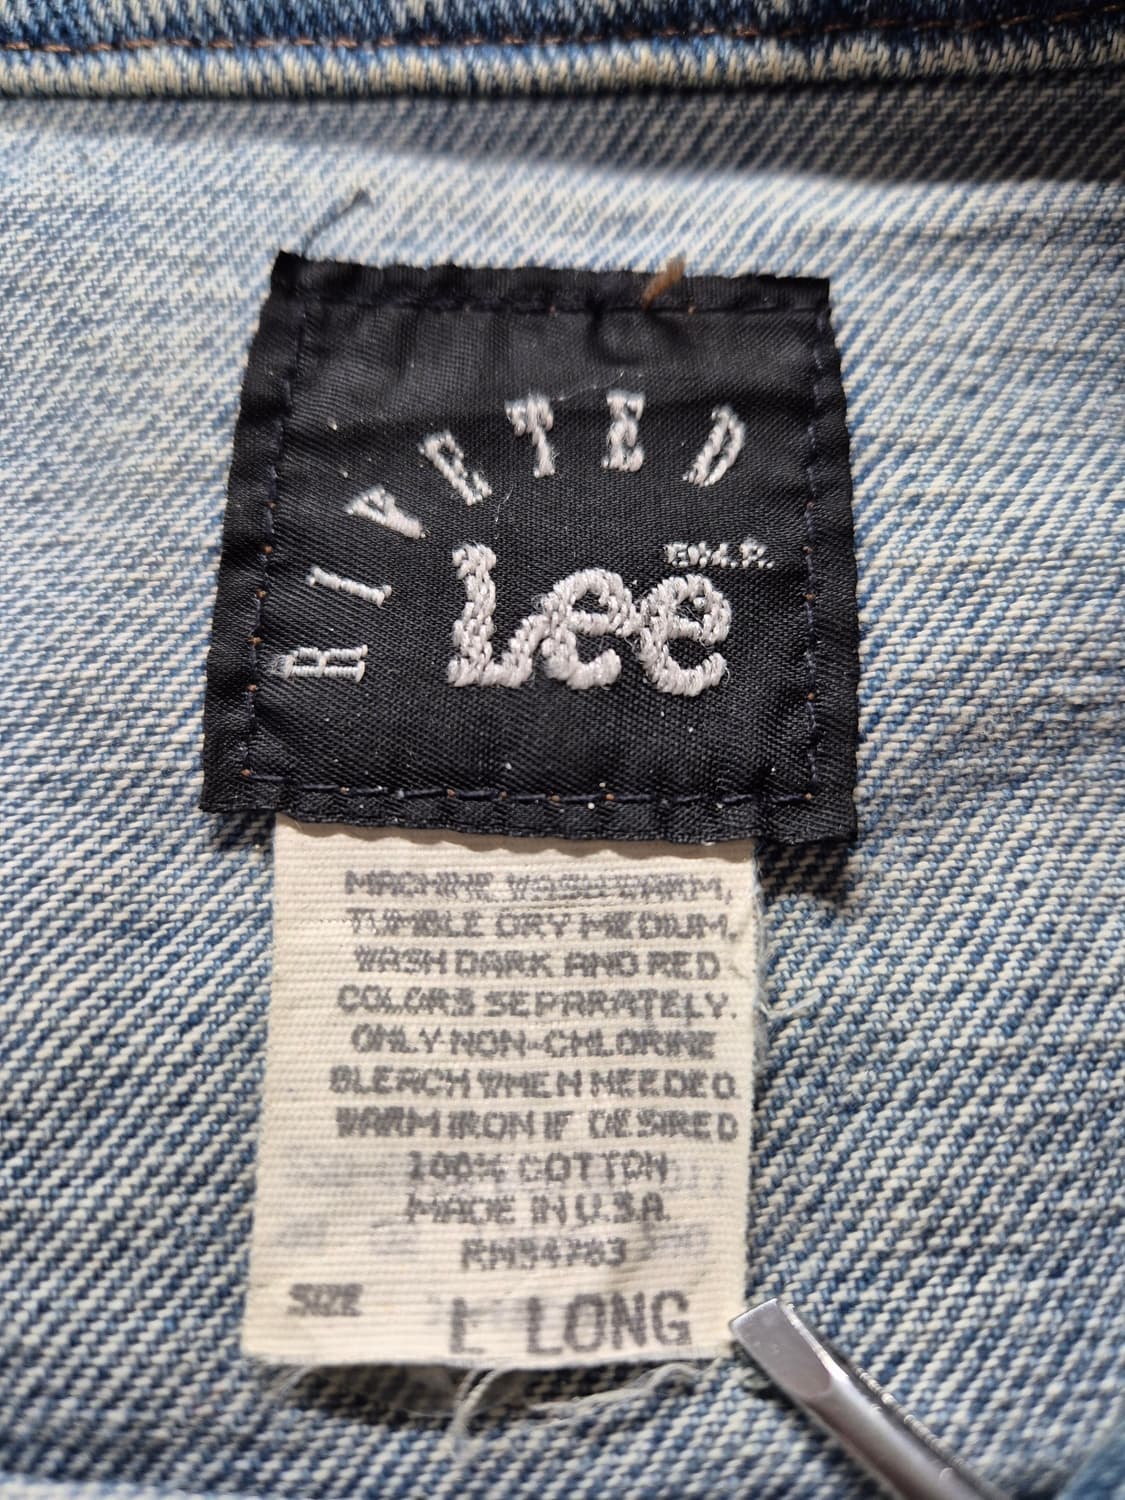 RIVETED
Lee
MACHINE WASH WARM,
TUMBLE DRY MEDIUM.
WASH DARK AND RED
COLORS SEPARATELY.
ONLY NON-CHLORINE
BLEACH WHEN NEEDED.
WARM IRON IF DESIRED
100% COTTON
MADE IN U.S.A.
SIZE L LONG